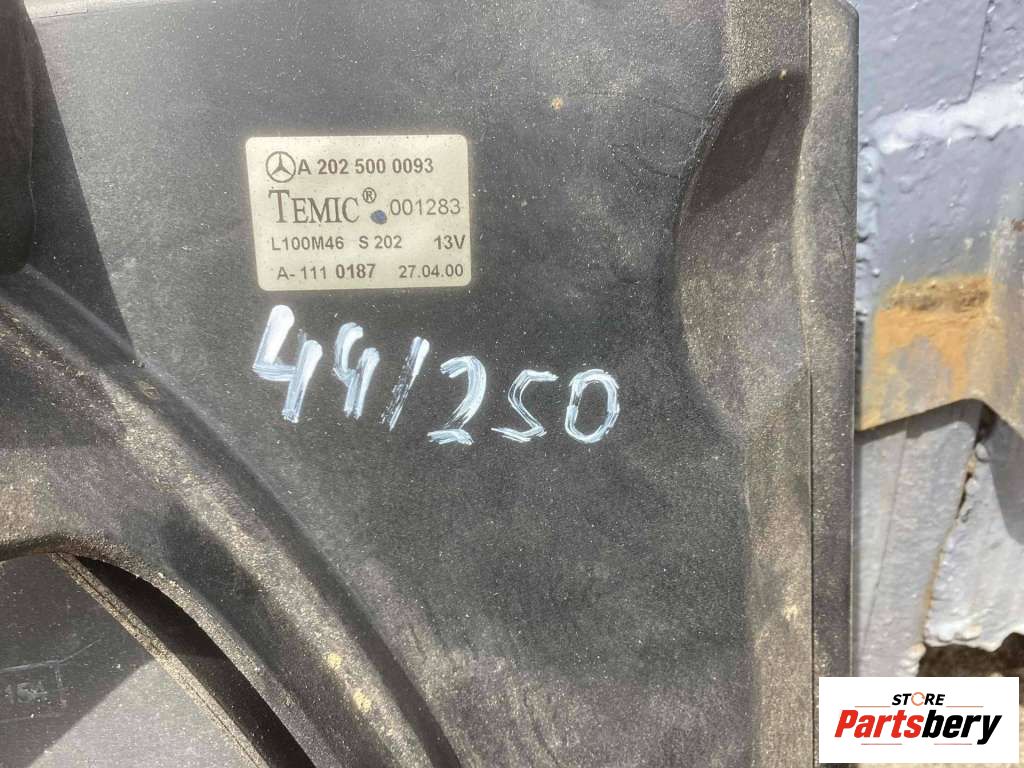 A 202 500 0093
TEMIC® 001283
L100M46 S 202 13V
A-111 0187 27.04.00
44/250
STORE
Partsbery